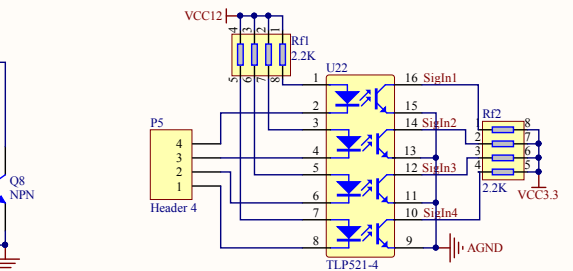 VCC12
4 3 2 1
Rf1
2.2K
5 6 7 8
U22
1 16 SigIn1
2 15
3 14 SigIn2
4 13
5 12 SigIn3
6 11
7 10 SigIn4
8 9
TLP521-4
P5
4
3
2
1
Header 4
Rf2
1 8
2 7
3 6
4 5
2.2K
VCC3.3
AGND
Q8
NPN